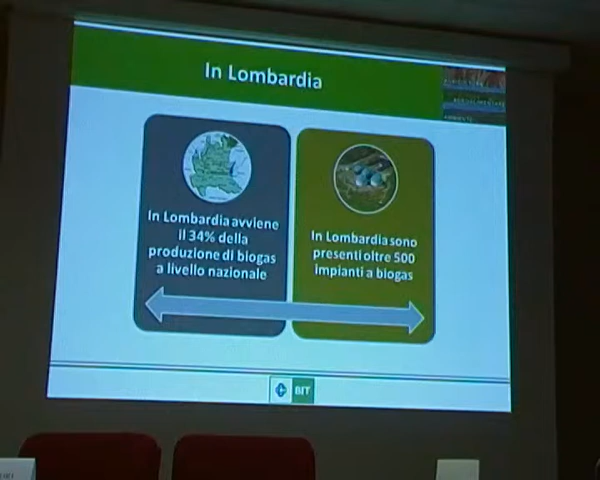 In Lombardia
In Lombardia avviene
il 34% della
produzione di biogas
a livello nazionale
In Lombardia sono
presenti oltre 500
impianti a biogas
BIT